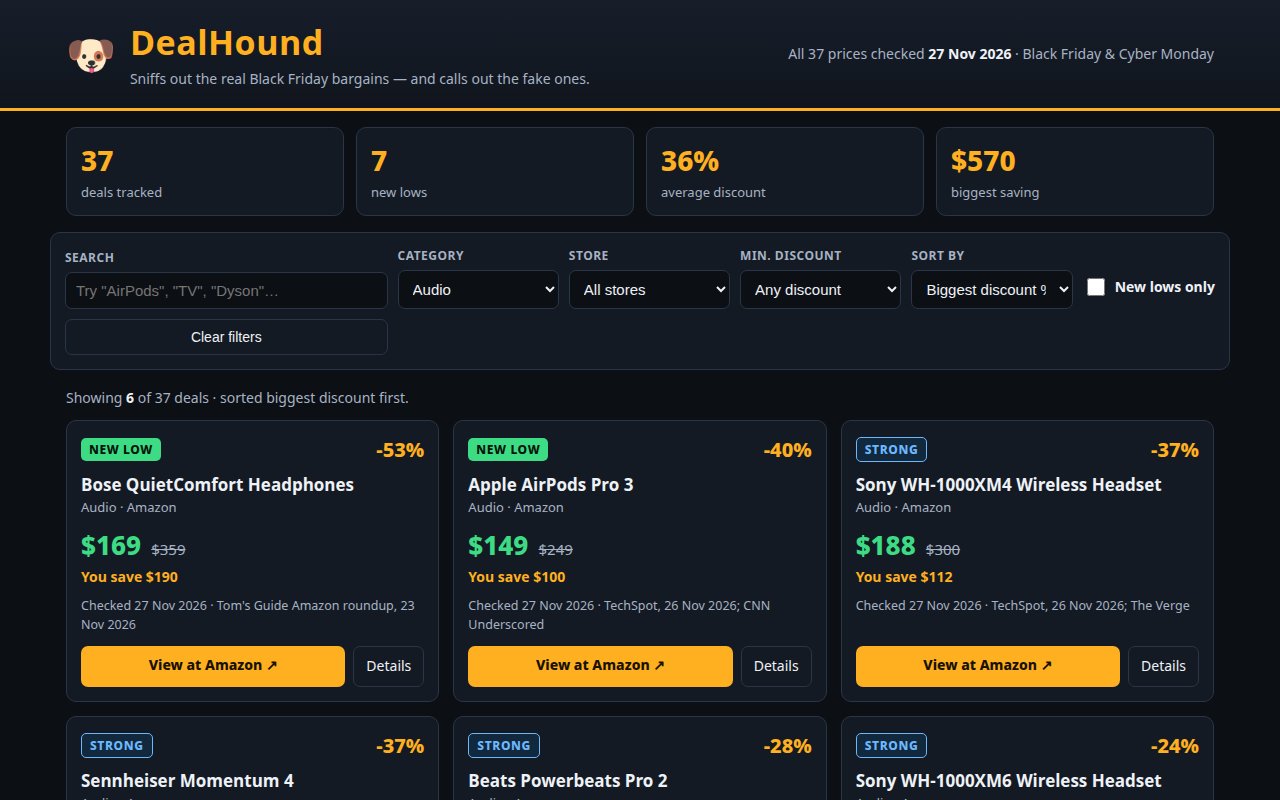 DealHound
Sniffs out the real Black Friday bargains — and calls out the fake ones.
All 37 prices checked 27 Nov 2026 · Black Friday & Cyber Monday
37
deals tracked
7
new lows
36%
average discount
$570
biggest saving
SEARCH
Try "AirPods", "TV", "Dyson"…
CATEGORY
Audio
STORE
All stores
MIN. DISCOUNT
Any discount
SORT BY
Biggest discount %
New lows only
Clear filters
Showing 6 of 37 deals · sorted biggest discount first.
NEW LOW
-53%
Bose QuietComfort Headphones
Audio · Amazon
$169 $359
You save $190
Checked 27 Nov 2026 · Tom's Guide Amazon roundup, 23
Nov 2026
View at Amazon ↗
Details
NEW LOW
-40%
Apple AirPods Pro 3
Audio · Amazon
$149 $249
You save $100
Checked 27 Nov 2026 · TechSpot, 26 Nov 2026; CNN
Underscored
View at Amazon ↗
Details
STRONG
-37%
Sony WH-1000XM4 Wireless Headset
Audio · Amazon
$188 $300
You save $112
Checked 27 Nov 2026 · TechSpot, 26 Nov 2026; The Verge
View at Amazon ↗
Details
STRONG
-37%
Sennheiser Momentum 4
STRONG
-28%
Beats Powerbeats Pro 2
STRONG
-24%
Sony WH-1000XM6 Wireless Headset